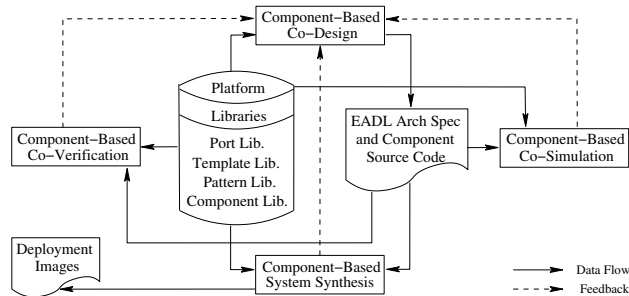 Component-Based
Co-Design
Platform
Libraries
Port Lib.
Template Lib.
Pattern Lib.
Component Lib.
EADL Arch Spec
and Component
Source Code
Component-Based
Co-Verification
Component-Based
Co-Simulation
Deployment
Images
Component-Based
System Synthesis
Data Flow
Feedback